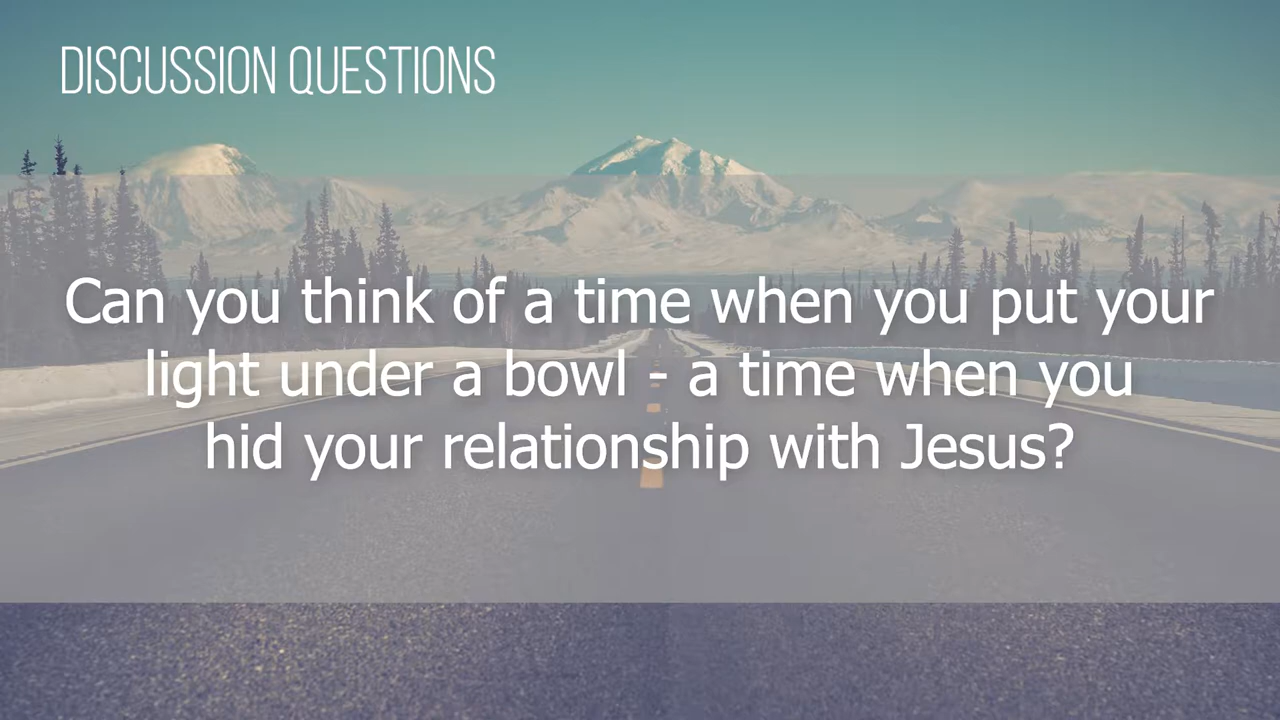 DISCUSSION QUESTIONS
Can you think of a time when you put your
light under a bowl - a time when you
hid your relationship with Jesus?